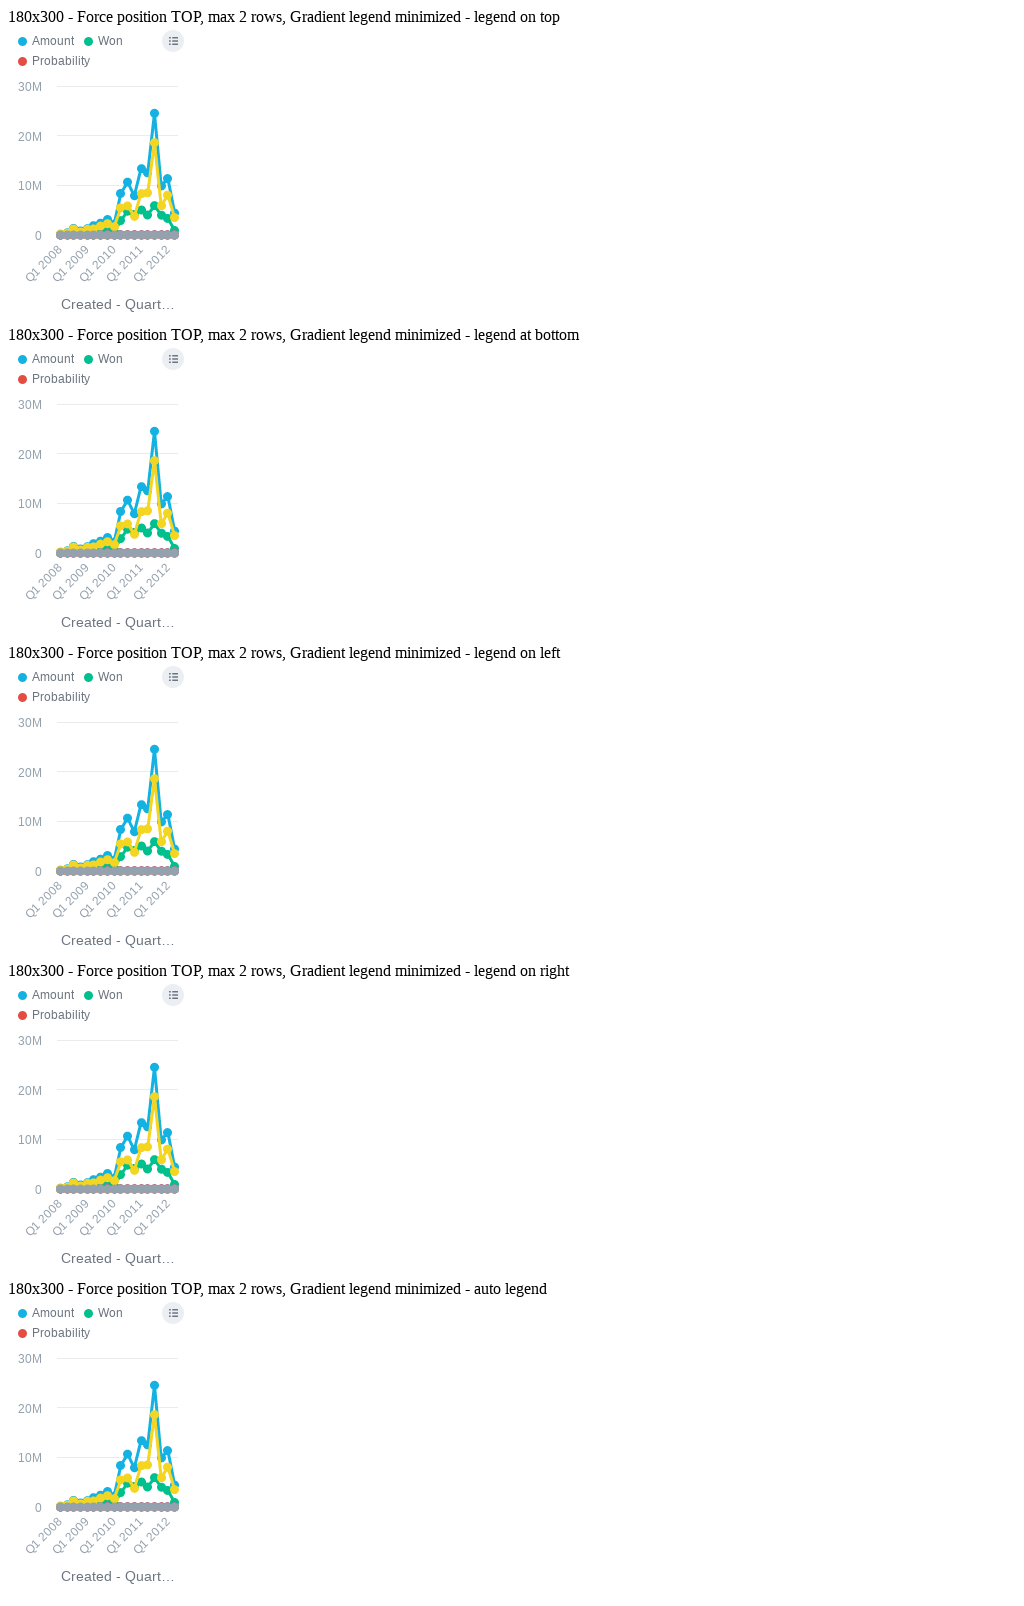 180x300 - Force position TOP, max 2 rows, Gradient legend minimized - legend on top
Amount Won
Probability
30M
20M
10M
0
Q1 2008 Q1 2009 Q1 2010 Q1 2011 Q1 2012
Created - Quart...
180x300 - Force position TOP, max 2 rows, Gradient legend minimized - legend at bottom
Amount Won
Probability
30M
20M
10M
0
Q1 2008 Q1 2009 Q1 2010 Q1 2011 Q1 2012
Created - Quart...
180x300 - Force position TOP, max 2 rows, Gradient legend minimized - legend on left
Amount Won
Probability
30M
20M
10M
0
Q1 2008 Q1 2009 Q1 2010 Q1 2011 Q1 2012
Created - Quart...
180x300 - Force position TOP, max 2 rows, Gradient legend minimized - legend on right
Amount Won
Probability
30M
20M
10M
0
Q1 2008 Q1 2009 Q1 2010 Q1 2011 Q1 2012
Created - Quart...
180x300 - Force position TOP, max 2 rows, Gradient legend minimized - auto legend
Amount Won
Probability
30M
20M
10M
0
Q1 2008 Q1 2009 Q1 2010 Q1 2011 Q1 2012
Created - Quart...